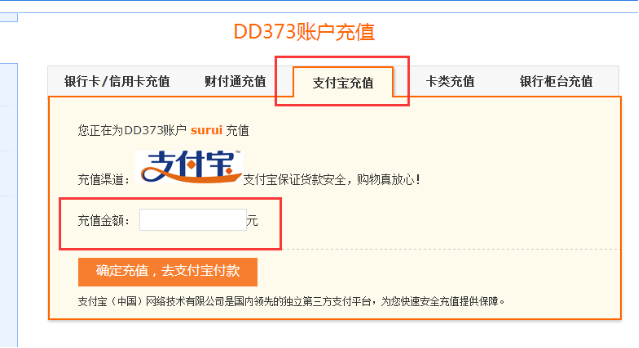 DD373账户充值
银行卡/信用卡充值 财付通充值 支付宝充值 卡类充值 银行柜台充值
您正在为DD373账户 surui 充值
充值渠道： 支付宝 支付宝保证货款安全，购物真放心！
充值金额： 元
确定充值，去支付宝付款
支付宝（中国）网络技术有限公司是国内领先的独立第三方支付平台，为您快速安全充值提供保障。